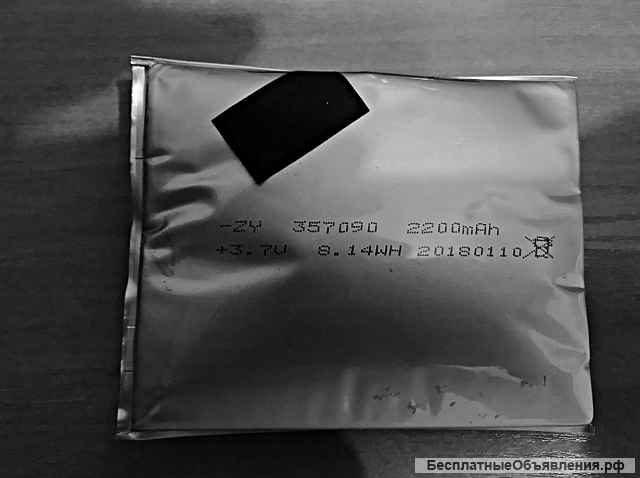 -ZY 357090 2200mAh
+3.7V 8.14WH 20180110
БесплатныеОбъявления.рф